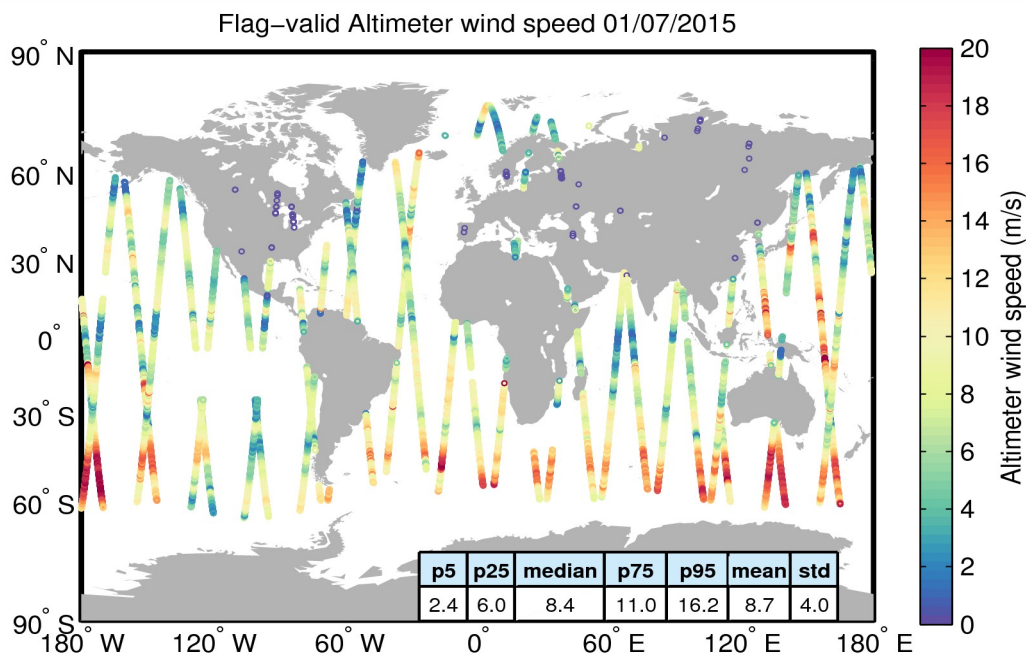 Flag−valid Altimeter wind speed 01/07/2015
90° N
60° N
30° N
0°
30° S
60° S
90° S
180° W
120° W
60° W
0°
60° E
120° E
180° E
p5 p25 median p75 p95 mean std
2.4 6.0 8.4 11.0 16.2 8.7 4.0
20
18
16
14
12
10
8
6
4
2
0
Altimeter wind speed (m/s)